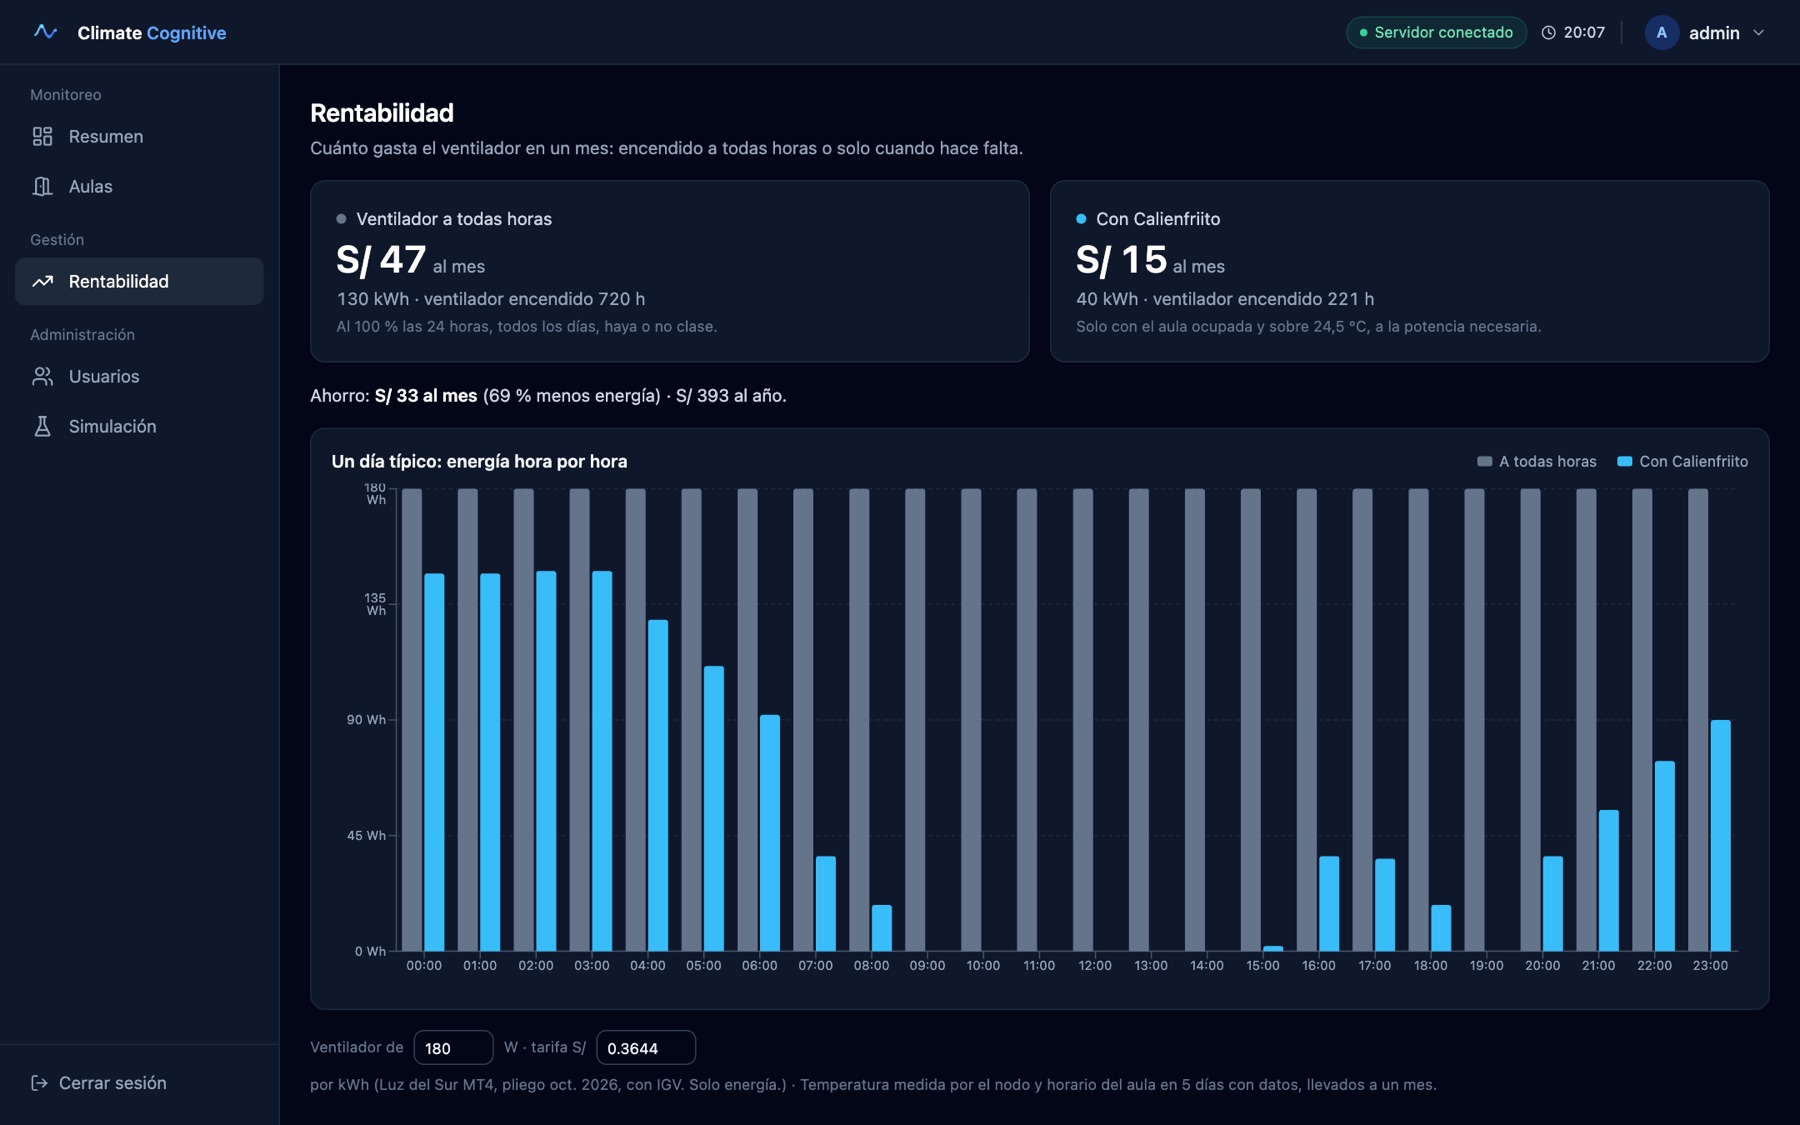 Climate Cognitive
Servidor conectado
20:07
A
admin
Monitoreo
Resumen
Aulas
Gestión
Rentabilidad
Administración
Usuarios
Simulación
Cerrar sesión
Rentabilidad
Cuánto gasta el ventilador en un mes: encendido a todas horas o solo cuando hace falta.
Ventilador a todas horas
S/ 47 al mes
130 kWh · ventilador encendido 720 h
Al 100 % las 24 horas, todos los días, haya o no clase.
Con Calienfriito
S/ 15 al mes
40 kWh · ventilador encendido 221 h
Solo con el aula ocupada y sobre 24,5 °C, a la potencia necesaria.
Ahorro: S/ 33 al mes (69 % menos energía) · S/ 393 al año.
Un día típico: energía hora por hora
A todas horas
Con Calienfriito
180
Wh
135
Wh
90 Wh
45 Wh
0 Wh
00:00 01:00 02:00 03:00 04:00 05:00 06:00 07:00 08:00 09:00 10:00 11:00 12:00 13:00 14:00 15:00 16:00 17:00 18:00 19:00 20:00 21:00 22:00 23:00
Ventilador de 180 W · tarifa S/ 0.3644
por kWh (Luz del Sur MT4, pliego oct. 2026, con IGV. Solo energía.) · Temperatura medida por el nodo y horario del aula en 5 días con datos, llevados a un mes.